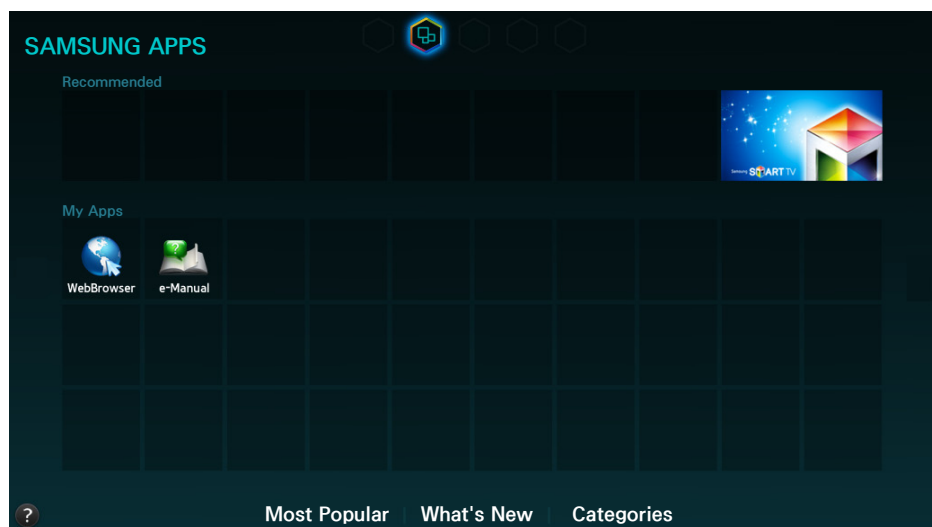 SAMSUNG APPS
Recommended
Samsung SMART TV
My Apps
WebBrowser e-Manual
?
Most Popular What's New Categories